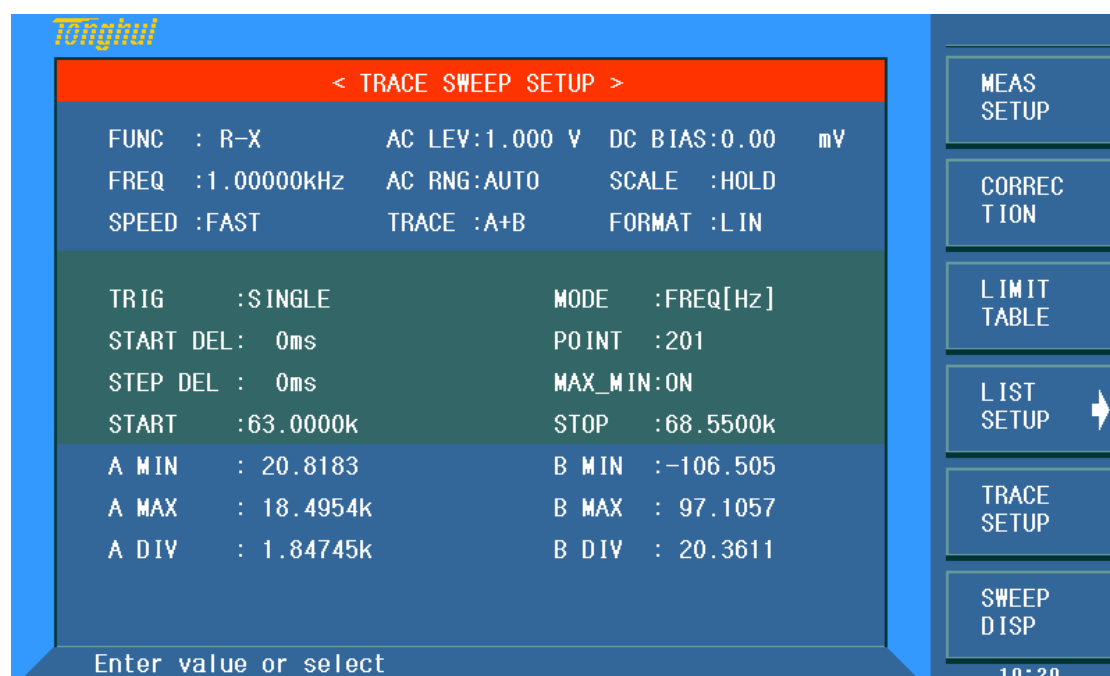 Tonghui
< TRACE SWEEP SETUP >
FUNC : R-X AC LEV:1.000 V DC BIAS:0.00 mV
FREQ :1.00000kHz AC RNG:AUTO SCALE :HOLD
SPEED :FAST TRACE :A+B FORMAT :LIN
TRIG :SINGLE MODE :FREQ[Hz]
START DEL: 0ms POINT :201
STEP DEL : 0ms MAX_MIN:ON
START :63.0000k STOP :68.5500k
A MIN : 20.8183 B MIN :-106.505
A MAX : 18.4954k B MAX : 97.1057
A DIV : 1.84745k B DIV : 20.3611
Enter value or select
MEAS
SETUP
CORREC
TION
LIMIT
TABLE
LIST
SETUP
TRACE
SETUP
SWEEP
DISP